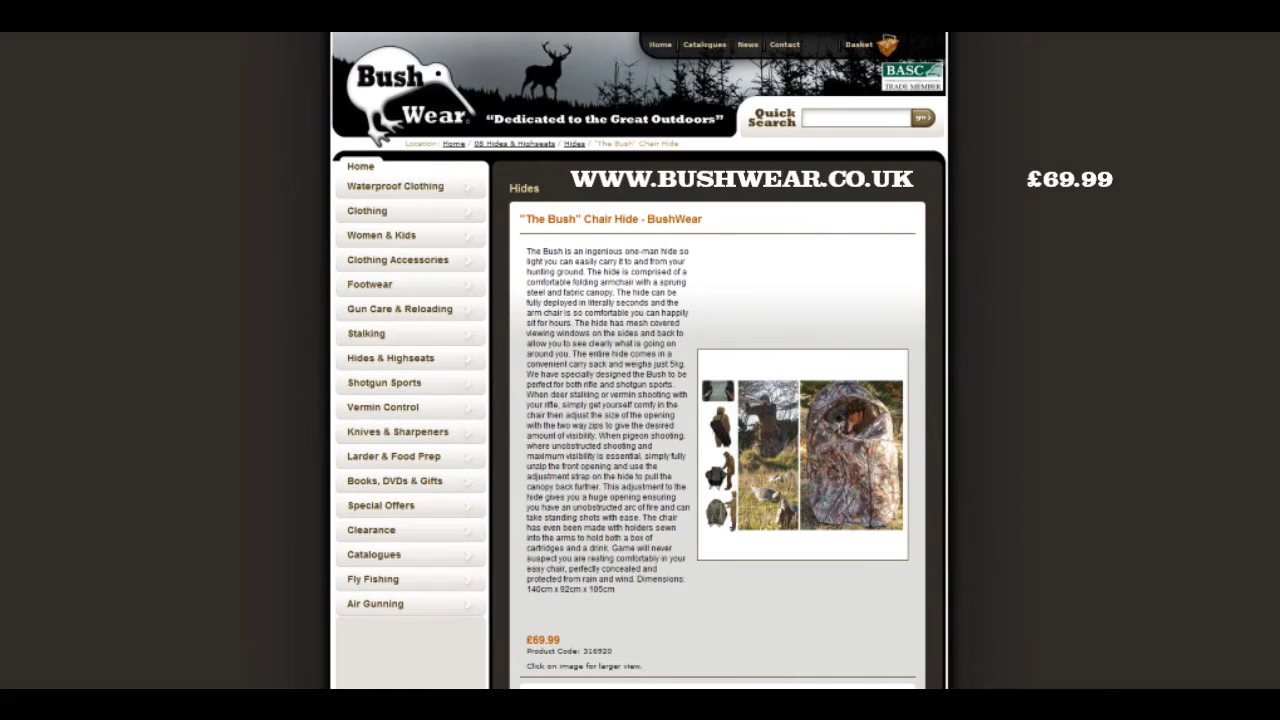 Home
Catalogues
News
Contact
Basket
Bush
Wear
BASC
TRADE MEMBER
"Dedicated to the Great Outdoors"
Quick
Search
go
Location: Home / 08 Hides & Highseats / Hides / "The Bush" Chair Hide
Home
Waterproof Clothing
Clothing
Women & Kids
Clothing Accessories
Footwear
Gun Care & Reloading
Stalking
Hides & Highseats
Shotgun Sports
Vermin Control
Knives & Sharpeners
Larder & Food Prep
Books, DVDs & Gifts
Special Offers
Clearance
Catalogues
Fly Fishing
Air Gunning
Hides
WWW.BUSHWEAR.CO.UK
£69.99
"The Bush" Chair Hide - BushWear
The Bush is an ingenious one-man hide so
light you can easily carry it to and from your
hunting ground. The hide is comprised of a
comfortable folding armchair with a sprung
steel and fabric canopy. The hide can be
fully deployed in literally seconds and the
arm chair is so comfortable you can happily
sit for hours. The hide has mesh covered
viewing windows on the sides and back to
allow you to see clearly what is going on
around you. The entire hide comes in a
convenient carry sack and weighs just 5kg.
We have specially designed the Bush to be
perfect for both rifle and shotgun sports.
When deer stalking or vermin shooting with
your rifle, simply get yourself comfy in the
chair then adjust the size of the opening
with the two way zips to give the desired
amount of visibility. When pigeon shooting,
where unobstructed shooting and
maximum visibility is essential, simply fully
unzip the front opening and use the
adjustment strap on the hide to pull the
canopy back further. This adjustment to the
hide gives you a huge opening ensuring
you have an unobstructed arc of fire and can
take standing shots with ease. The chair
has even been made with holders sewn
into the arms to hold both a box of
cartridges and a drink. Game will never
suspect you are resting comfortably in your
easy chair, perfectly concealed and
protected from rain and wind. Dimensions:
140cm x 92cm x 105cm
£69.99
Product Code: 316920
Click on image for larger view.